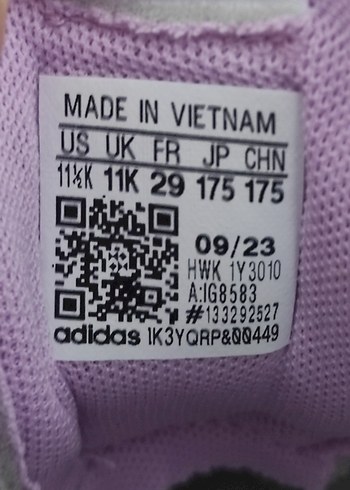 MADE IN VIETNAM
US UK FR JP CHN
11½K 11K 29 175 175
09/23
HWK 1Y3010
A:IG8583
#133292527
adidas 1K3YQRP&00449